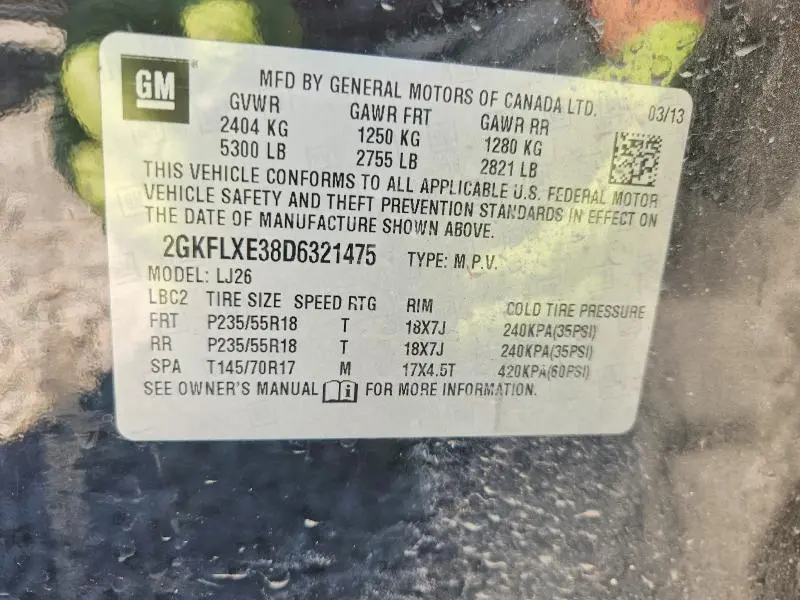 GM
MFD BY GENERAL MOTORS OF CANADA LTD. 03/13
GVWR GAWR FRT GAWR RR
2404 KG 1250 KG 1280 KG
5300 LB 2755 LB 2821 LB
THIS VEHICLE CONFORMS TO ALL APPLICABLE U.S. FEDERAL MOTOR
VEHICLE SAFETY AND THEFT PREVENTION STANDARDS IN EFFECT ON
THE DATE OF MANUFACTURE SHOWN ABOVE.
2GKFLXE38D6321475 TYPE: M.P.V.
MODEL: LJ26
LBC2 TIRE SIZE SPEED RTG RIM COLD TIRE PRESSURE
FRT P235/55R18 T 18X7J 240KPA(35PSI)
RR P235/55R18 T 18X7J 240KPA(35PSI)
SPA T145/70R17 M 17X4.5T 420KPA(60PSI)
SEE OWNER'S MANUAL FOR MORE INFORMATION.